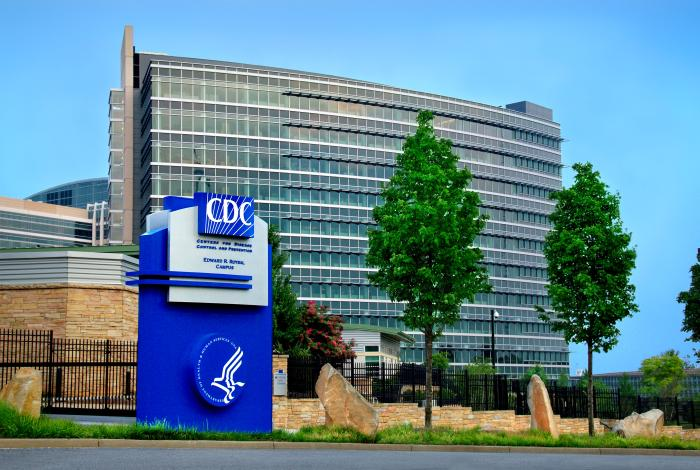 CDC
CENTERS FOR DISEASE
CONTROL AND PREVENTION
EDWARD R. ROYBAL
CAMPUS